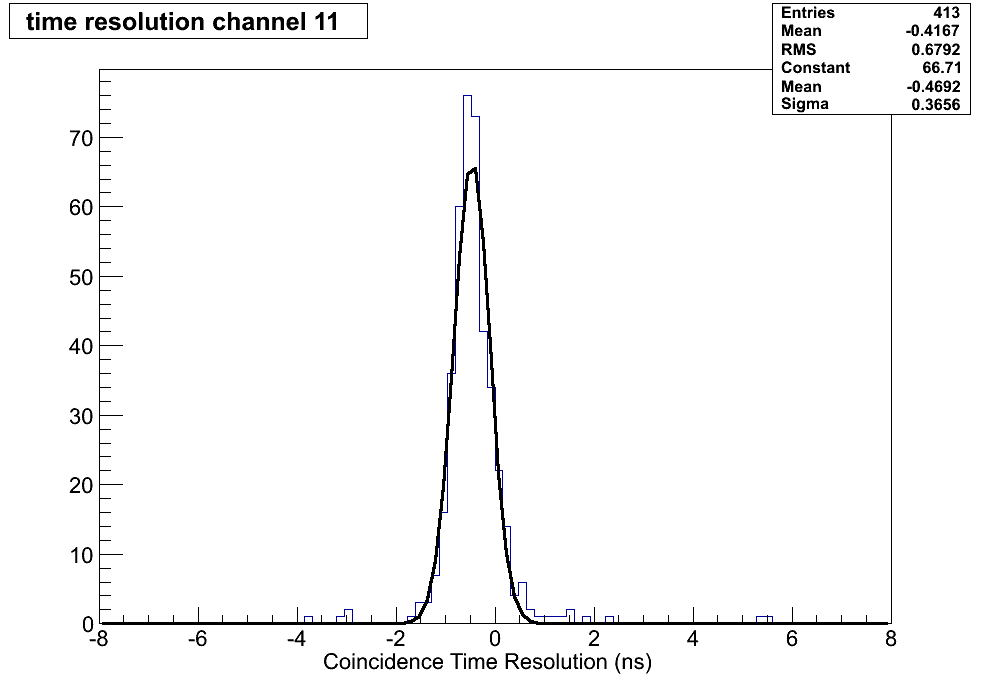 time resolution channel 11
Entries 413
Mean -0.4167
RMS 0.6792
Constant 66.71
Mean -0.4692
Sigma 0.3656
70
60
50
40
30
20
10
0
-8 -6 -4 -2 0 2 4 6 8
Coincidence Time Resolution (ns)